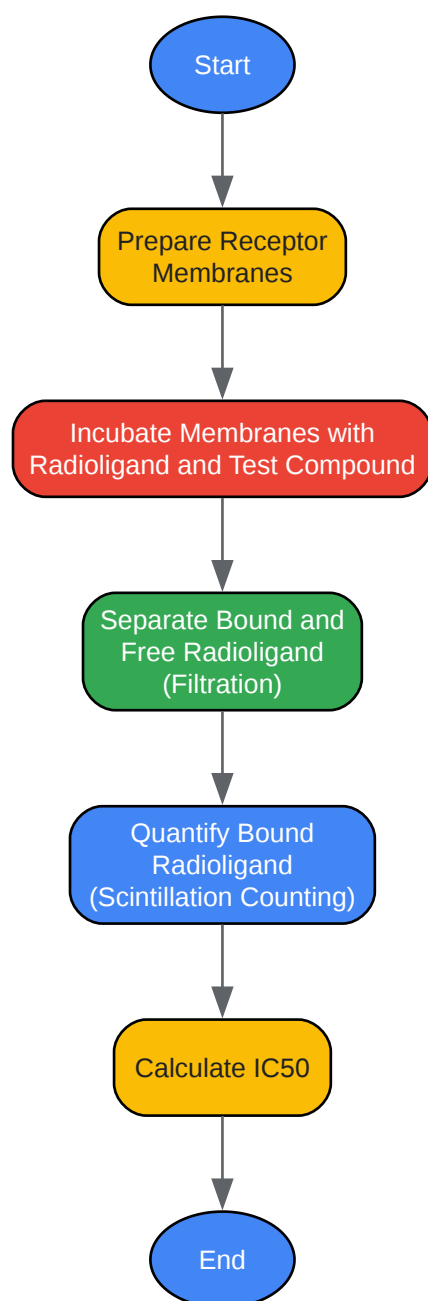 Start
Prepare Receptor
Membranes
Incubate Membranes with
Radioligand and Test Compound
Separate Bound and
Free Radioligand
(Filtration)
Quantify Bound
Radioligand
(Scintillation Counting)
Calculate IC50
End